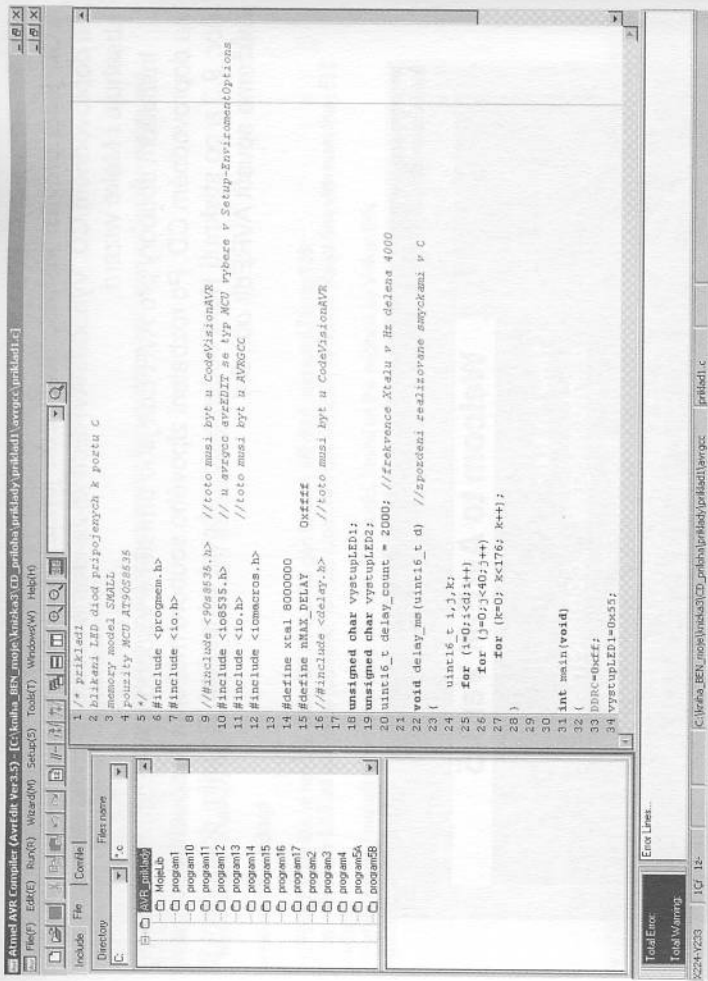 Atmel AVR Compiler (AvrEdit Ver3.5) - [C:\kniha_BEN_moje\knizka3\CD_priloha\priklady\priklad1\avrgcc\priklad1.c]
File(F) Edit(E) Run(R) Wizard(M) Setup(S) Tools(T) Windows(W) Help(H)
Include File Comfile
Directory Files name
C: *.c
AVR_priklady
MojeLib
program1
program10
program11
program12
program13
program14
program15
program16
program17
program2
program3
program4
program5A
program5B
1 /* priklad1
2 blikani LED diod pripojenych k portu C
3 memory model SMALL
4 pouzity MCU AT90S8535
5 */
6 #include <progmem.h>
7 #include <io.h>
8
9 //#include <90s8535.h> //toto musi byt u CodeVisionAVR
10 #include <io8535.h> // u avrgcc avrEDIT se typ MCU vybere v Setup-EnviromentOptions
11 #include <io.h> //toto musi byt u AVRGCC
12 #include <iomacros.h>
13
14 #define xtal 8000000
15 #define nMAX_DELAY 0xffff
16 //#include <delay.h> //toto musi byt u CodeVisionAVR
17
18 unsigned char vystupLED1;
19 unsigned char vystupLED2;
20 uint16_t delay_count = 2000; //frekvence Xtalu v Hz delena 4000
21
22 void delay_ms(uint16_t d) //zpozdeni realizovane smyckami v C
23 {
24 uint16_t i,j,k;
25 for (i=0;i<d;i++)
26 for (j=0;j<40;j++)
27 for (k=0; k<176; k++);
28 }
29
30
31 int main(void)
32 {
33 DDRC=0xff;
34 vystupLED1=0x55;
Total Error:
Total Warning:
Error Lines...
X224-Y233 C:\kniha_BEN_moje\knizka3\CD_priloha\priklady\priklad1\avrgcc priklad1.c